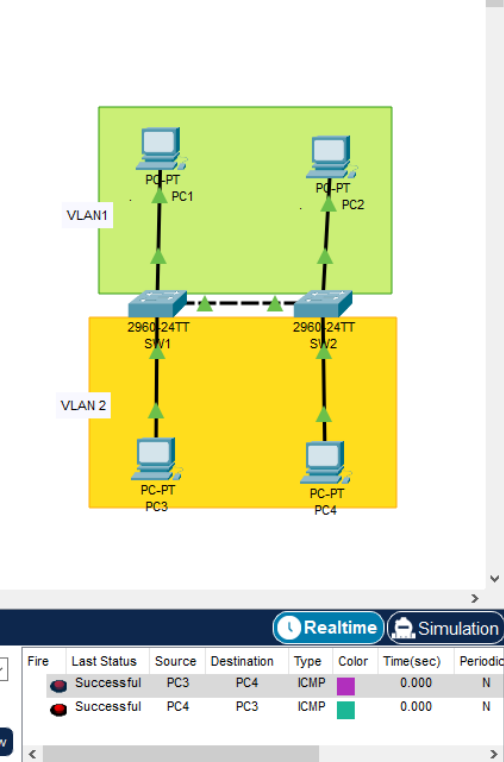 PC-PT
PC1
PC-PT
PC2
VLAN1
2960-24TT
SW1
2960-24TT
SW2
VLAN 2
PC-PT
PC3
PC-PT
PC4
Realtime
Simulation
Fire Last Status Source Destination Type Color Time(sec) Periodic
Successful PC3 PC4 ICMP 0.000 N
Successful PC4 PC3 ICMP 0.000 N